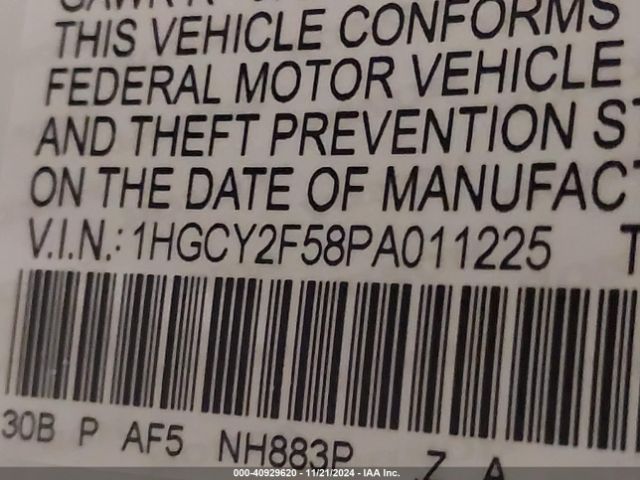 THIS VEHICLE CONFORMS
FEDERAL MOTOR VEHICLE
AND THEFT PREVENTION
ON THE DATE OF MANUFAC
V.I.N.: 1HGCY2F58PA011225 T
30B P AF5 NH883P Z A
000-40929620 - 11/21/2024 - IAA Inc.